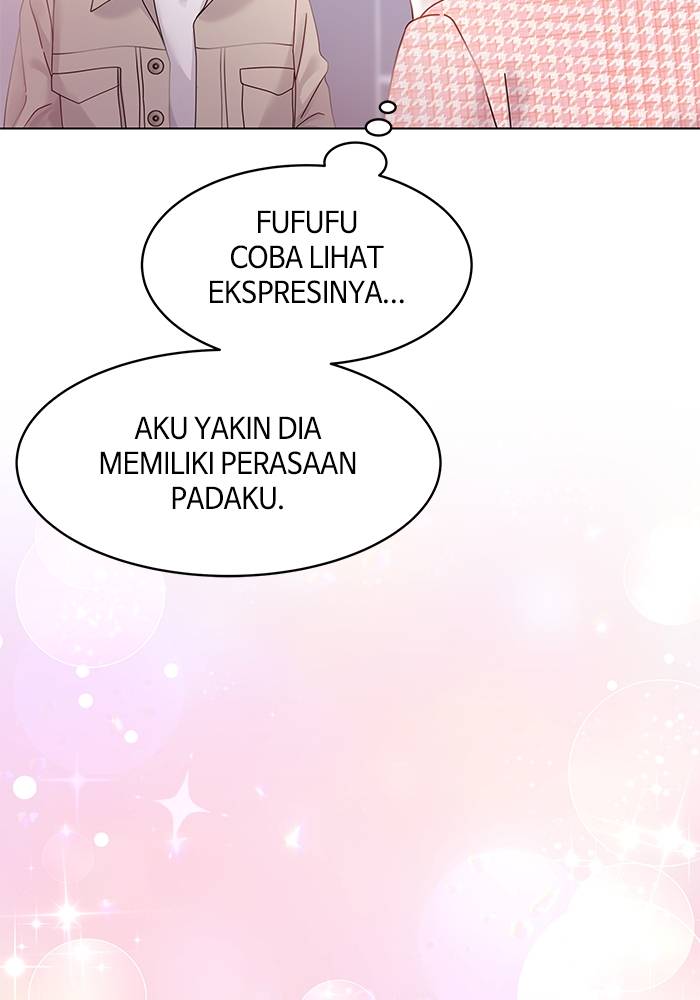 FUFUFU
COBA LIHAT
EKSPRESINYA...
AKU YAKIN DIA
MEMILIKI PERASAAN
PADAKU.